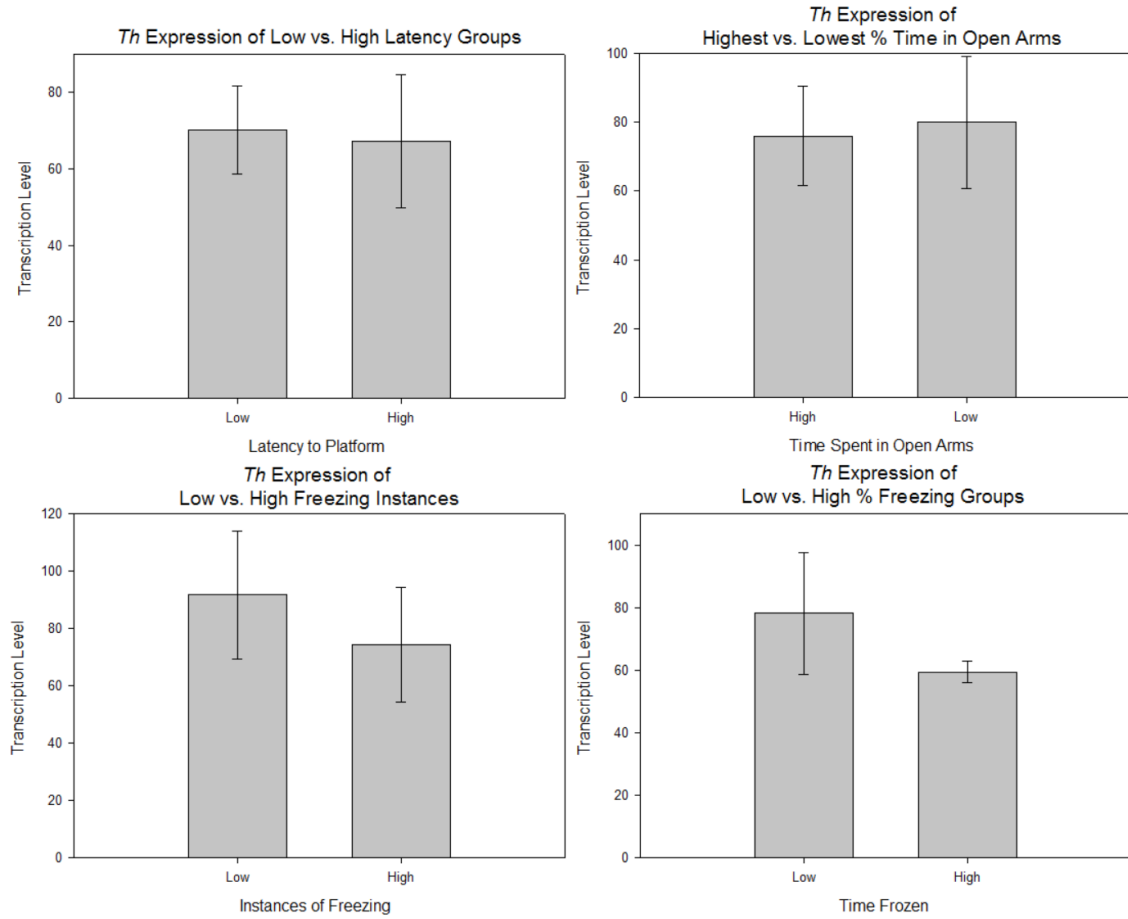 Th Expression of Low vs. High Latency Groups
80
60
40
20
0
Transcription Level
Low
High
Latency to Platform
Th Expression of
Highest vs. Lowest % Time in Open Arms
100
80
60
40
20
0
Transcription Level
High
Low
Time Spent in Open Arms
Th Expression of
Low vs. High Freezing Instances
120
100
80
60
40
20
0
Transcription Level
Low
High
Instances of Freezing
Th Expression of
Low vs. High % Freezing Groups
100
80
60
40
20
0
Transcription Level
Low
High
Time Frozen